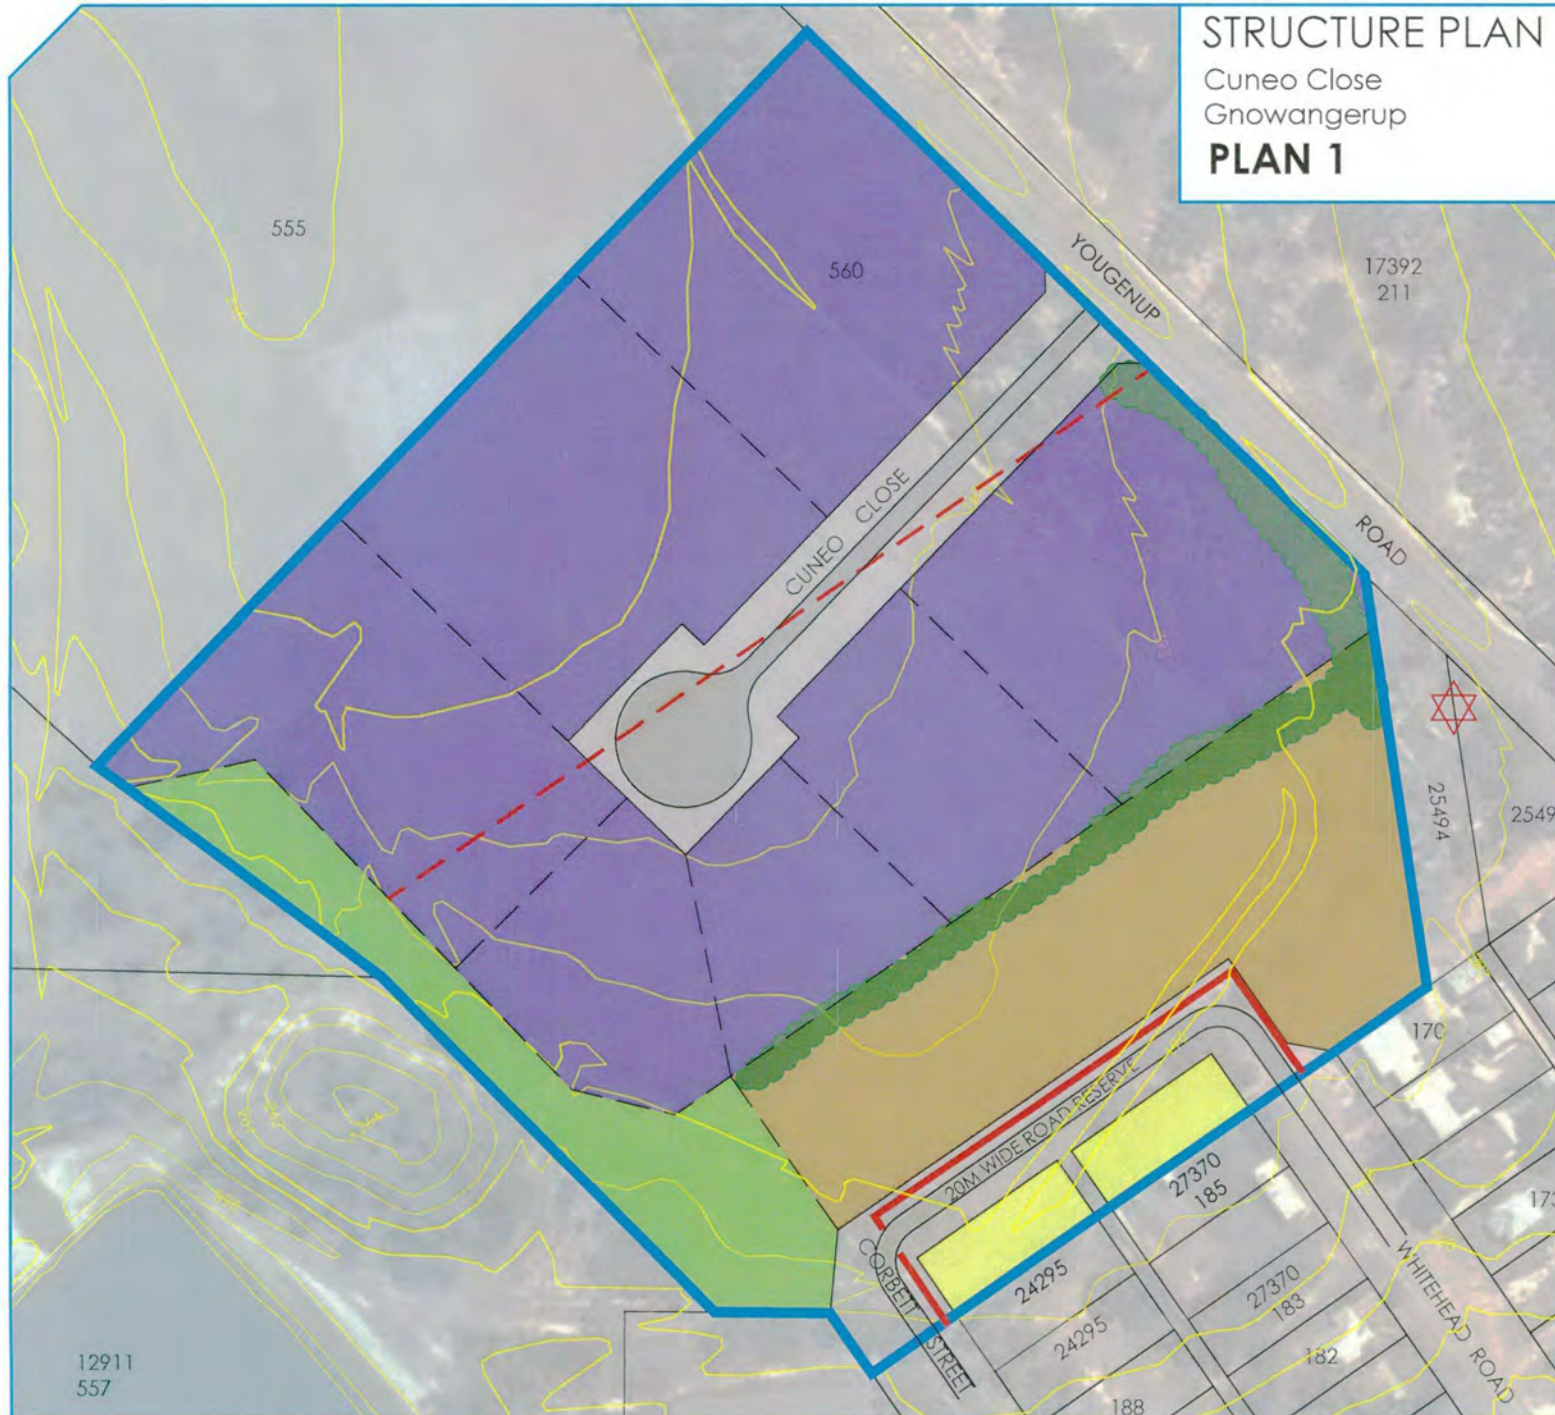 STRUCTURE PLAN
Cuneo Close
Gnowangerup
PLAN 1
555
560
YOUGENUP
17392
211
ROAD
CUNEO CLOSE
25494
2549
170
20M WIDE ROAD RESERVE
27370
185
173
CORBETT
STREET
24295
27370
183
WHITEHEAD ROAD
24295
182
12911
557
188